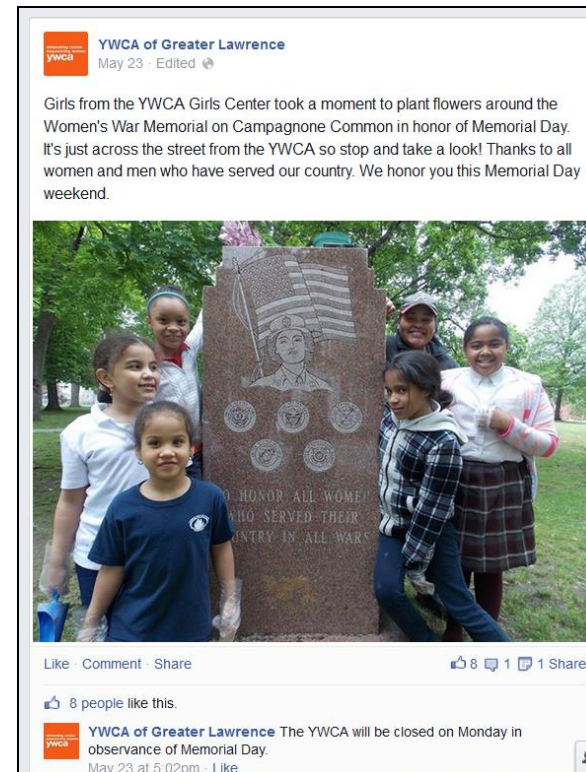 YWCA of Greater Lawrence
May 23 · Edited
ywca
Girls from the YWCA Girls Center took a moment to plant flowers around the
Women's War Memorial on Campagnone Common in honor of Memorial Day.
It's just across the street from the YWCA so stop and take a look! Thanks to all
women and men who have served our country. We honor you this Memorial Day
weekend.
O HONOR ALL WOMEN
WHO SERVED THEIR
OUNTRY IN ALL WARS
Like · Comment · Share
8 1 1 Share
8 people like this.
ywca
YWCA of Greater Lawrence The YWCA will be closed on Monday in
observance of Memorial Day.
May 23 at 5:02pm · Like